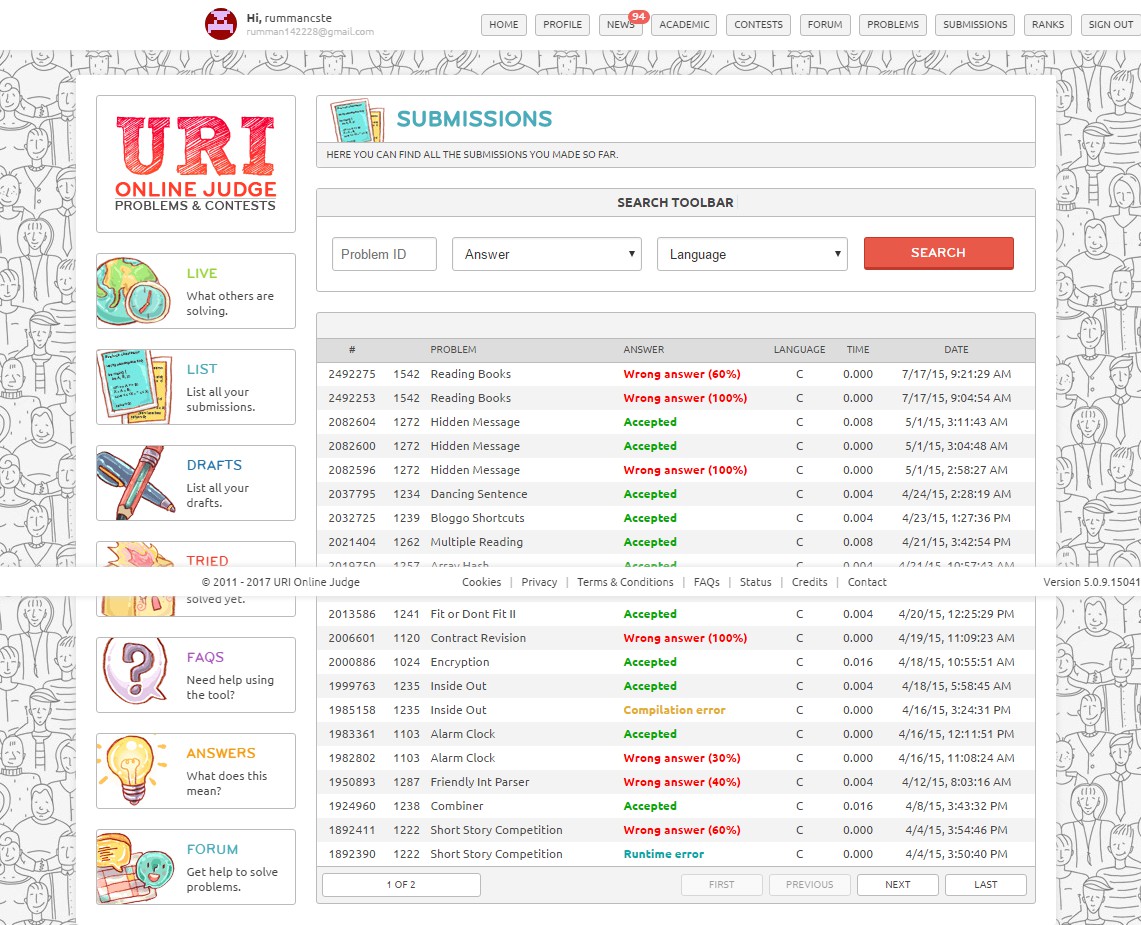 Hi, rummancste
rumman142228@gmail.com
HOME PROFILE NEWS 94 ACADEMIC CONTESTS FORUM PROBLEMS SUBMISSIONS RANKS SIGN OUT
URI
ONLINE JUDGE
PROBLEMS & CONTESTS
LIVE
What others are
solving.
LIST
List all your
submissions.
DRAFTS
List all your
drafts.
TRIED
solved yet.
FAQS
Need help using
the tool?
ANSWERS
What does this
mean?
FORUM
Get help to solve
problems.
SUBMISSIONS
HERE YOU CAN FIND ALL THE SUBMISSIONS YOU MADE SO FAR.
SEARCH TOOLBAR
Problem ID Answer Language SEARCH
# PROBLEM ANSWER LANGUAGE TIME DATE
2492275 1542 Reading Books Wrong answer (60%) C 0.000 7/17/15, 9:21:29 AM
2492253 1542 Reading Books Wrong answer (100%) C 0.000 7/17/15, 9:04:54 AM
2082604 1272 Hidden Message Accepted C 0.008 5/1/15, 3:11:43 AM
2082600 1272 Hidden Message Accepted C 0.000 5/1/15, 3:04:48 AM
2082596 1272 Hidden Message Wrong answer (100%) C 0.000 5/1/15, 2:58:27 AM
2037795 1234 Dancing Sentence Accepted C 0.004 4/24/15, 2:28:19 AM
2032725 1239 Bloggo Shortcuts Accepted C 0.004 4/23/15, 1:27:36 PM
2021404 1262 Multiple Reading Accepted C 0.008 4/21/15, 3:42:54 PM
2019750 1257 Array Hash Accepted C 0.004 4/21/15, 10:57:43 AM
© 2011 - 2017 URI Online Judge Cookies | Privacy | Terms & Conditions | FAQs | Status | Credits | Contact Version 5.0.9.15041
2013586 1241 Fit or Dont Fit II Accepted C 0.004 4/20/15, 12:25:29 PM
2006601 1120 Contract Revision Wrong answer (100%) C 0.000 4/19/15, 11:09:23 AM
2000886 1024 Encryption Accepted C 0.016 4/18/15, 10:55:51 AM
1999763 1235 Inside Out Accepted C 0.004 4/18/15, 5:58:45 AM
1985158 1235 Inside Out Compilation error C 0.000 4/16/15, 3:24:31 PM
1983361 1103 Alarm Clock Accepted C 0.000 4/16/15, 12:11:51 PM
1982802 1103 Alarm Clock Wrong answer (30%) C 0.000 4/16/15, 11:08:24 AM
1950893 1287 Friendly Int Parser Wrong answer (40%) C 0.004 4/12/15, 8:03:16 AM
1924960 1238 Combiner Accepted C 0.016 4/8/15, 3:43:32 PM
1892411 1222 Short Story Competition Wrong answer (60%) C 0.000 4/4/15, 3:54:46 PM
1892390 1222 Short Story Competition Runtime error C 0.000 4/4/15, 3:50:40 PM
1 OF 2 FIRST PREVIOUS NEXT LAST